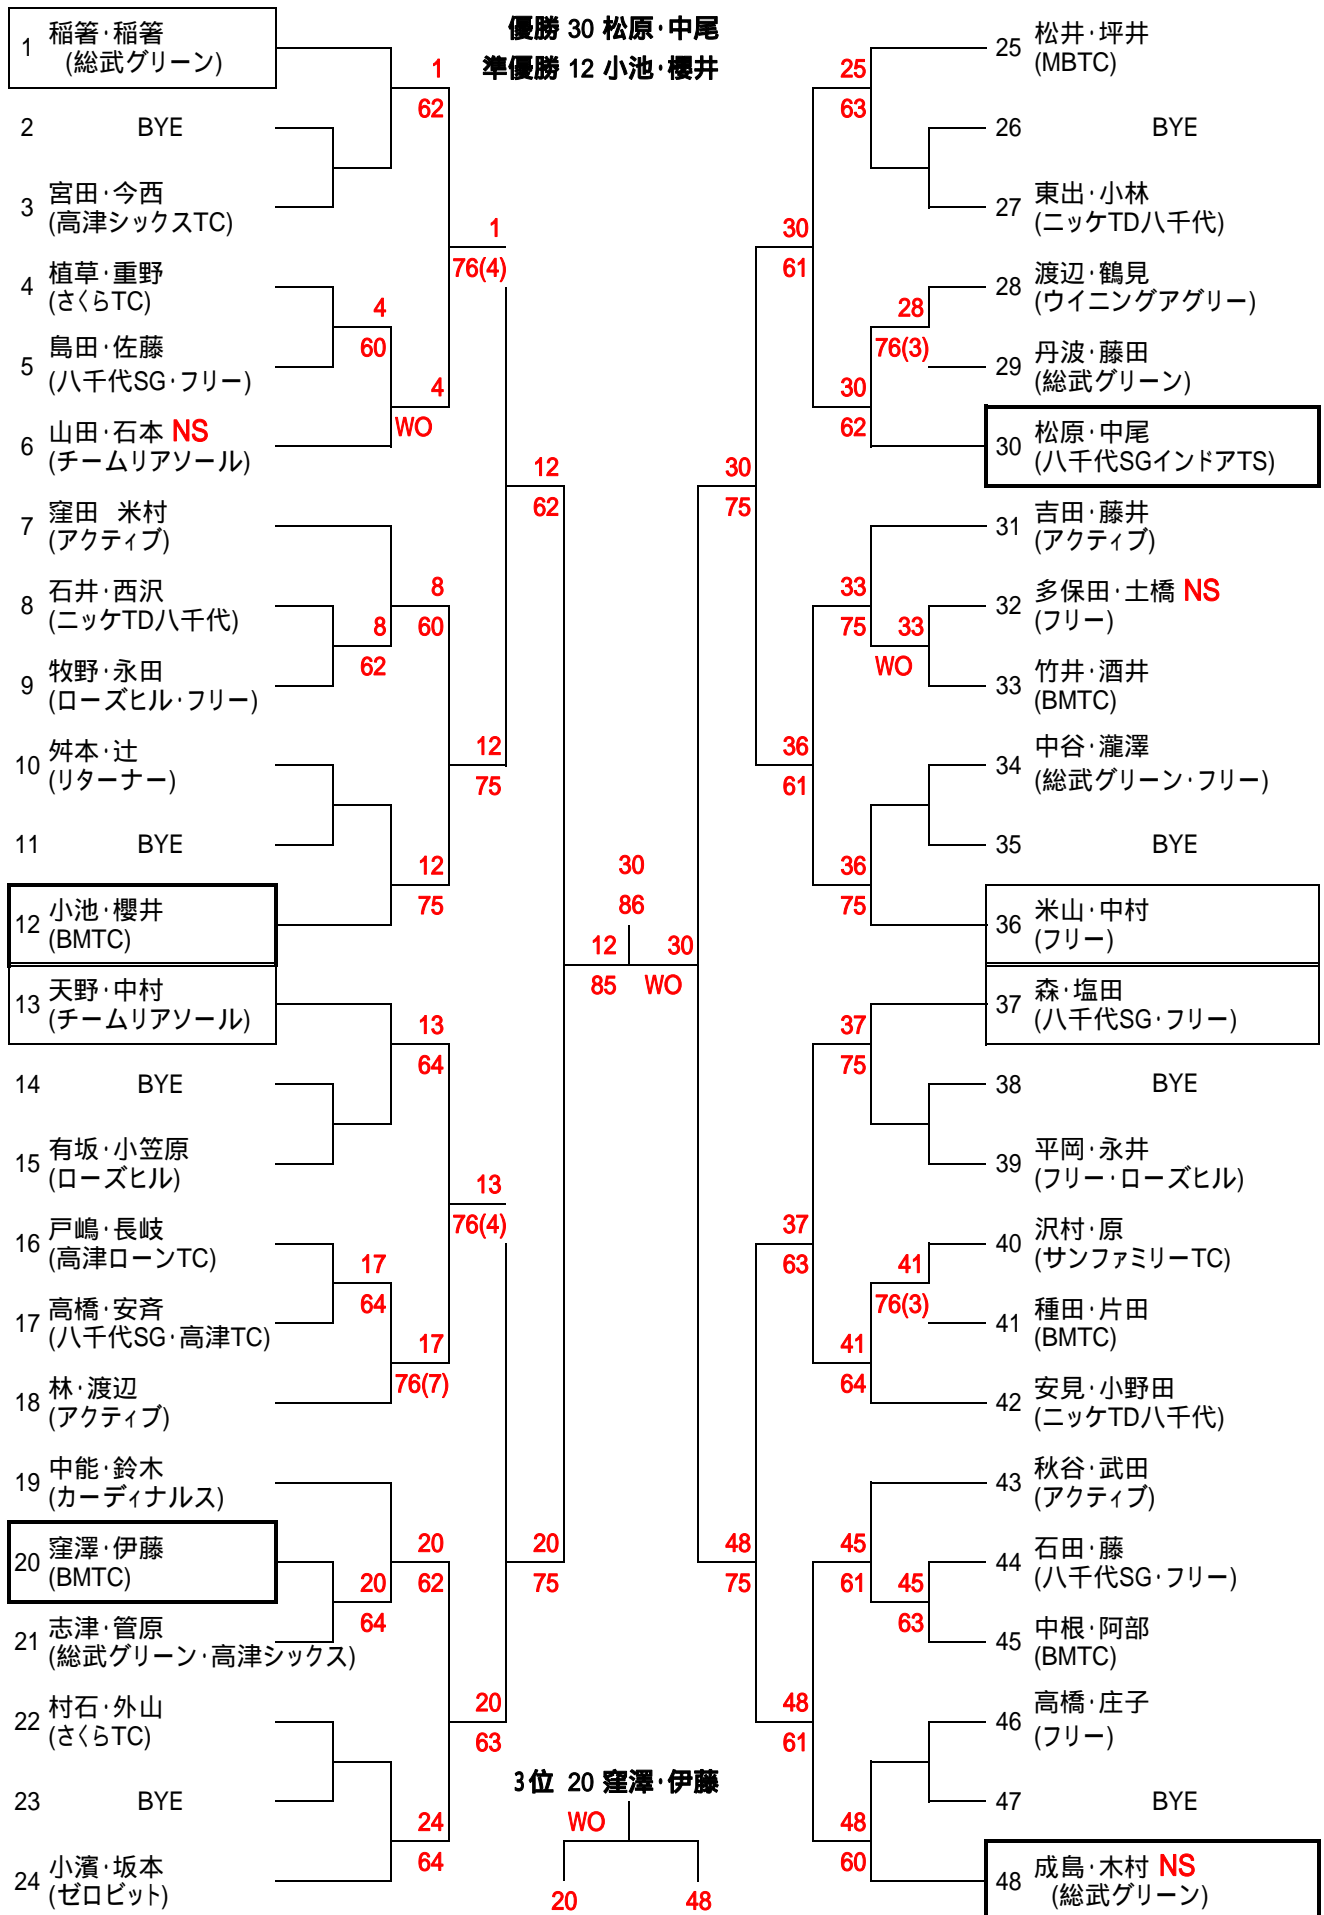 優勝 30 松原・中尾
準優勝 12 小池・櫻井
1 稲箸・稲箸
(総武グリーン)
2 BYE
3 宮田・今西
(高津シックスTC)
4 植草・重野
(さくらTC)
5 島田・佐藤
(八千代SG・フリー)
6 山田・石本 NS
(チームリアソール)
7 窪田 米村
(アクティブ)
8 石井・西沢
(ニッケTD八千代)
9 牧野・永田
(ローズヒル・フリー)
10 舛本・辻
(リターナー)
11 BYE
12 小池・櫻井
(BMTC)
13 天野・中村
(チームリアソール)
14 BYE
15 有坂・小笠原
(ローズヒル)
16 戸嶋・長岐
(高津ローンTC)
17 高橋・安斉
(八千代SG・高津TC)
18 林・渡辺
(アクティブ)
19 中能・鈴木
(カーディナルス)
20 窪澤・伊藤
(BMTC)
21 志津・管原
(総武グリーン・高津シックス)
22 村石・外山
(さくらTC)
23 BYE
24 小濱・坂本
(ゼロビット)
4
60
8
62
17
64
20
64
1
62
4
WO
8
60
12
75
13
64
17
76(7)
20
62
24
64
1
76(4)
12
75
13
76(4)
20
63
12
62
20
75
12
85
30
86
30
WO
3位 20 窪澤・伊藤
WO
20
48
30
75
48
75
30
61
36
61
37
63
48
61
25
63
30
62
33
75
36
75
37
75
41
64
45
61
48
60
28
76(3)
33
WO
41
76(3)
45
63
25 松井・坪井
(MBTC)
26 BYE
27 東出・小林
(ニッケTD八千代)
28 渡辺・鶴見
(ウイニングアグリー)
29 丹波・藤田
(総武グリーン)
30 松原・中尾
(八千代SGインドアTS)
31 吉田・藤井
(アクティブ)
32 多保田・土橋 NS
(フリー)
33 竹井・酒井
(BMTC)
34 中谷・瀧澤
(総武グリーン・フリー)
35 BYE
36 米山・中村
(フリー)
37 森・塩田
(八千代SG・フリー)
38 BYE
39 平岡・永井
(フリー・ローズヒル)
40 沢村・原
(サンファミリーTC)
41 種田・片田
(BMTC)
42 安見・小野田
(ニッケTD八千代)
43 秋谷・武田
(アクティブ)
44 石田・藤
(八千代SG・フリー)
45 中根・阿部
(BMTC)
46 高橋・庄子
(フリー)
47 BYE
48 成島・木村 NS
(総武グリーン)